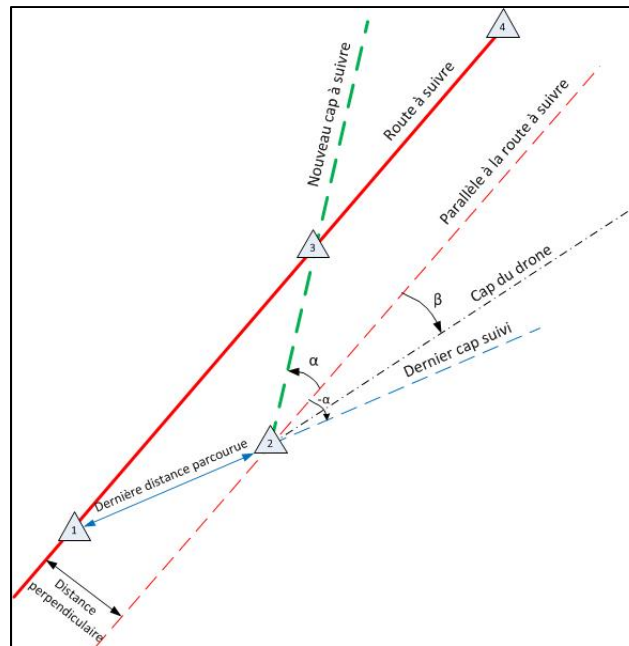 4
Nouveau cap à suivre
Route à suivre
Parallèle à la route à suivre
3
β
Cap du drone
Dernier cap suivi
α
-α
2
Dernière distance parcourue
1
Distance
perpendiculaire